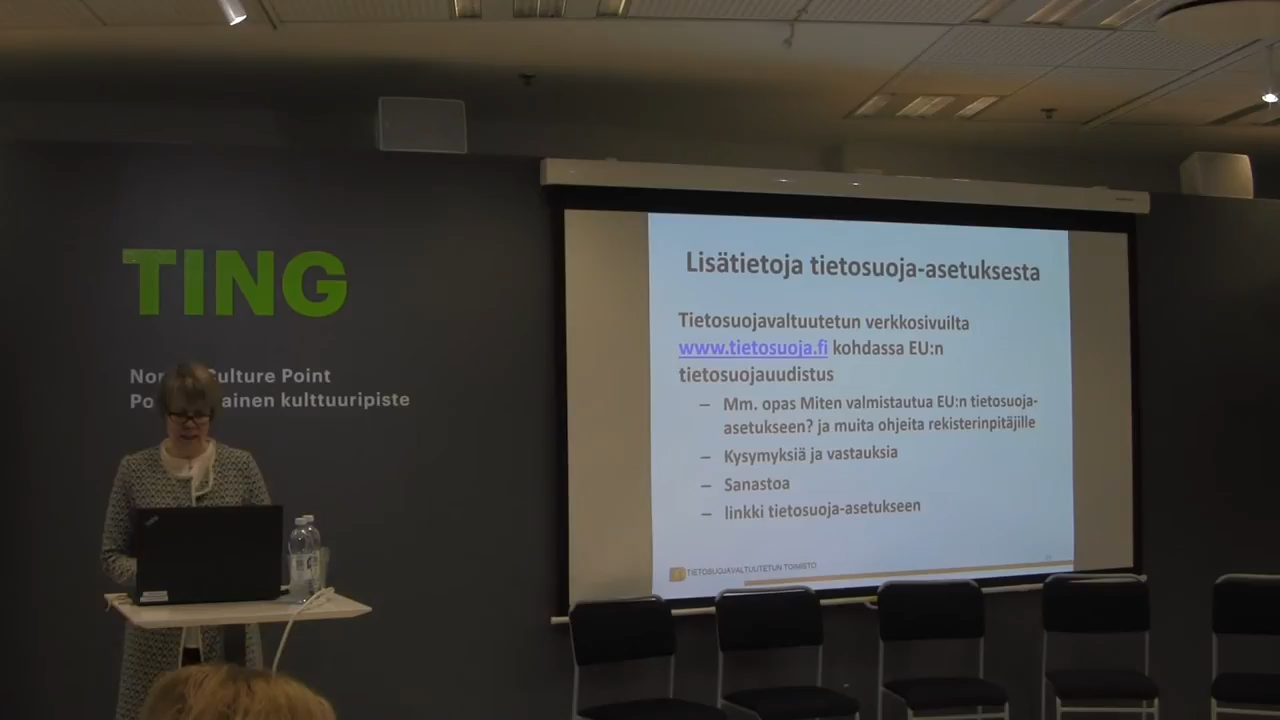 TING
Nor Culture Point
Po ainen kulttuuripiste
Lisätietoja tietosuoja-asetuksesta
Tietosuojavaltuutetun verkkosivuilta
www.tietosuoja.fi kohdassa EU:n
tietosuojauudistus
– Mm. opas Miten valmistautua EU:n tietosuoja-
asetukseen? ja muita ohjeita rekisterinpitäjille
– Kysymyksiä ja vastauksia
– Sanastoa
– linkki tietosuoja-asetukseen
TIETOSUOJAVALTUUTETUN TOIMISTO